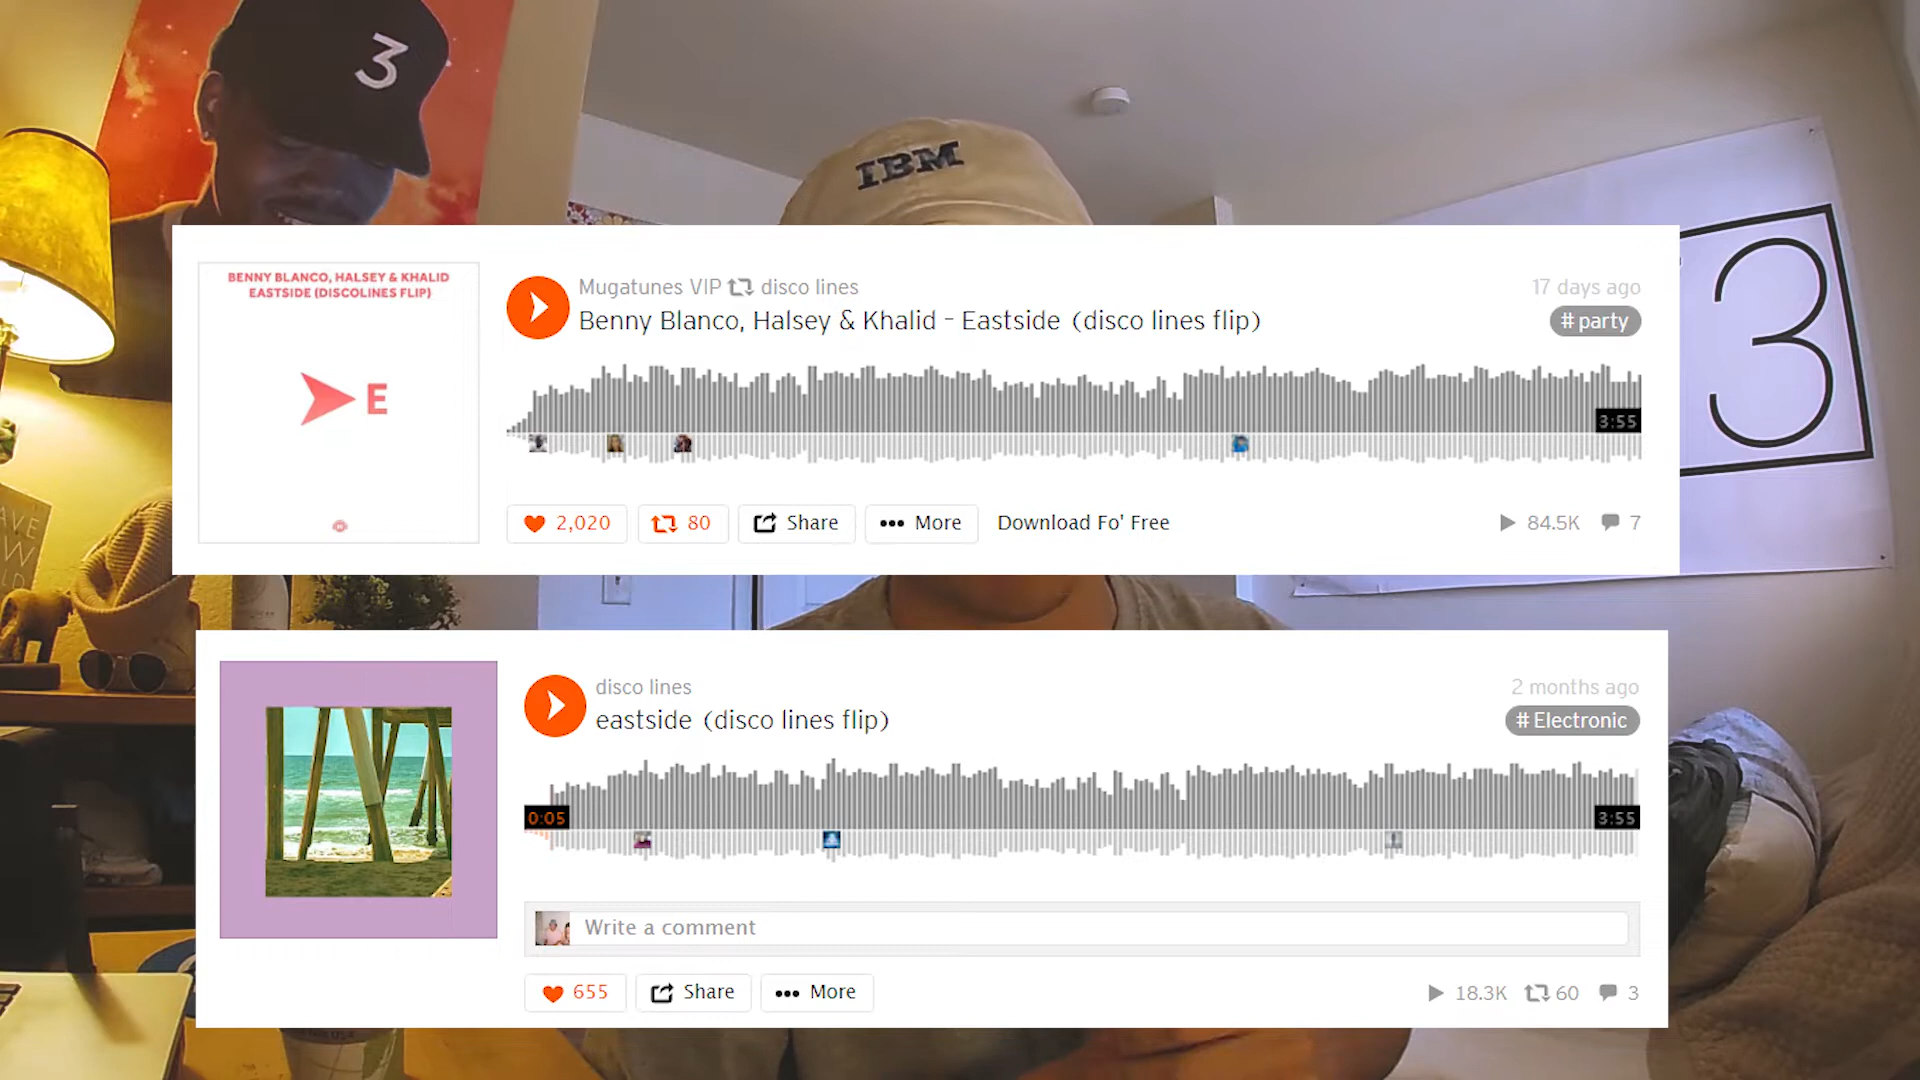 3
IBM
3
BENNY BLANCO, HALSEY & KHALID
EASTSIDE (DISCOLINES FLIP)
E
Mugatunes VIP disco lines
17 days ago
Benny Blanco, Halsey & Khalid - Eastside (disco lines flip)
# party
3:55
2,020
80
Share
••• More
Download Fo' Free
84.5K
7
disco lines
2 months ago
eastside (disco lines flip)
# Electronic
0:05
3:55
Write a comment
655
Share
••• More
18.3K
60
3